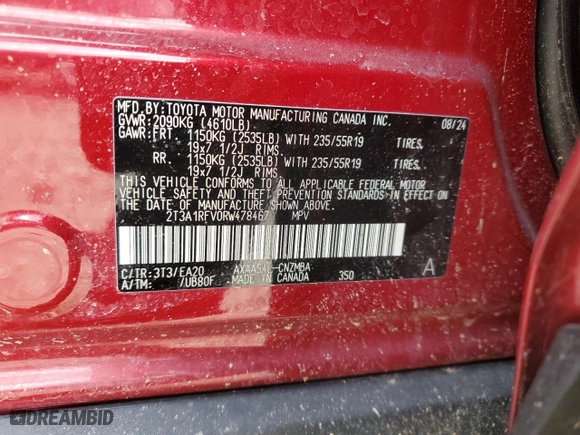 MFD. BY:TOYOTA MOTOR MANUFACTURING CANADA INC. 08/24
GVWR:2090KG (4610LB)
GAWR:FRT 1150KG (2535LB) WITH 235/55R19 TIRES,
19x7 1/2J RIMS
RR. 1150KG (2535LB) WITH 235/55R19 TIRES,
19x7 1/2J RIMS
THIS VEHICLE CONFORMS TO ALL APPLICABLE FEDERAL MOTOR
VEHICLE SAFETY AND THEFT PREVENTION STANDARDS IN EFFECT ON
THE DATE OF MANUFACTURE SHOWN ABOVE.
2T3A1RFV0RW478467 MPV
C/TR:3T3/EA20 AXAA54L-CNZMBA 350 A
A/TM: /UB80F MADE IN CANADA
DREAMBID